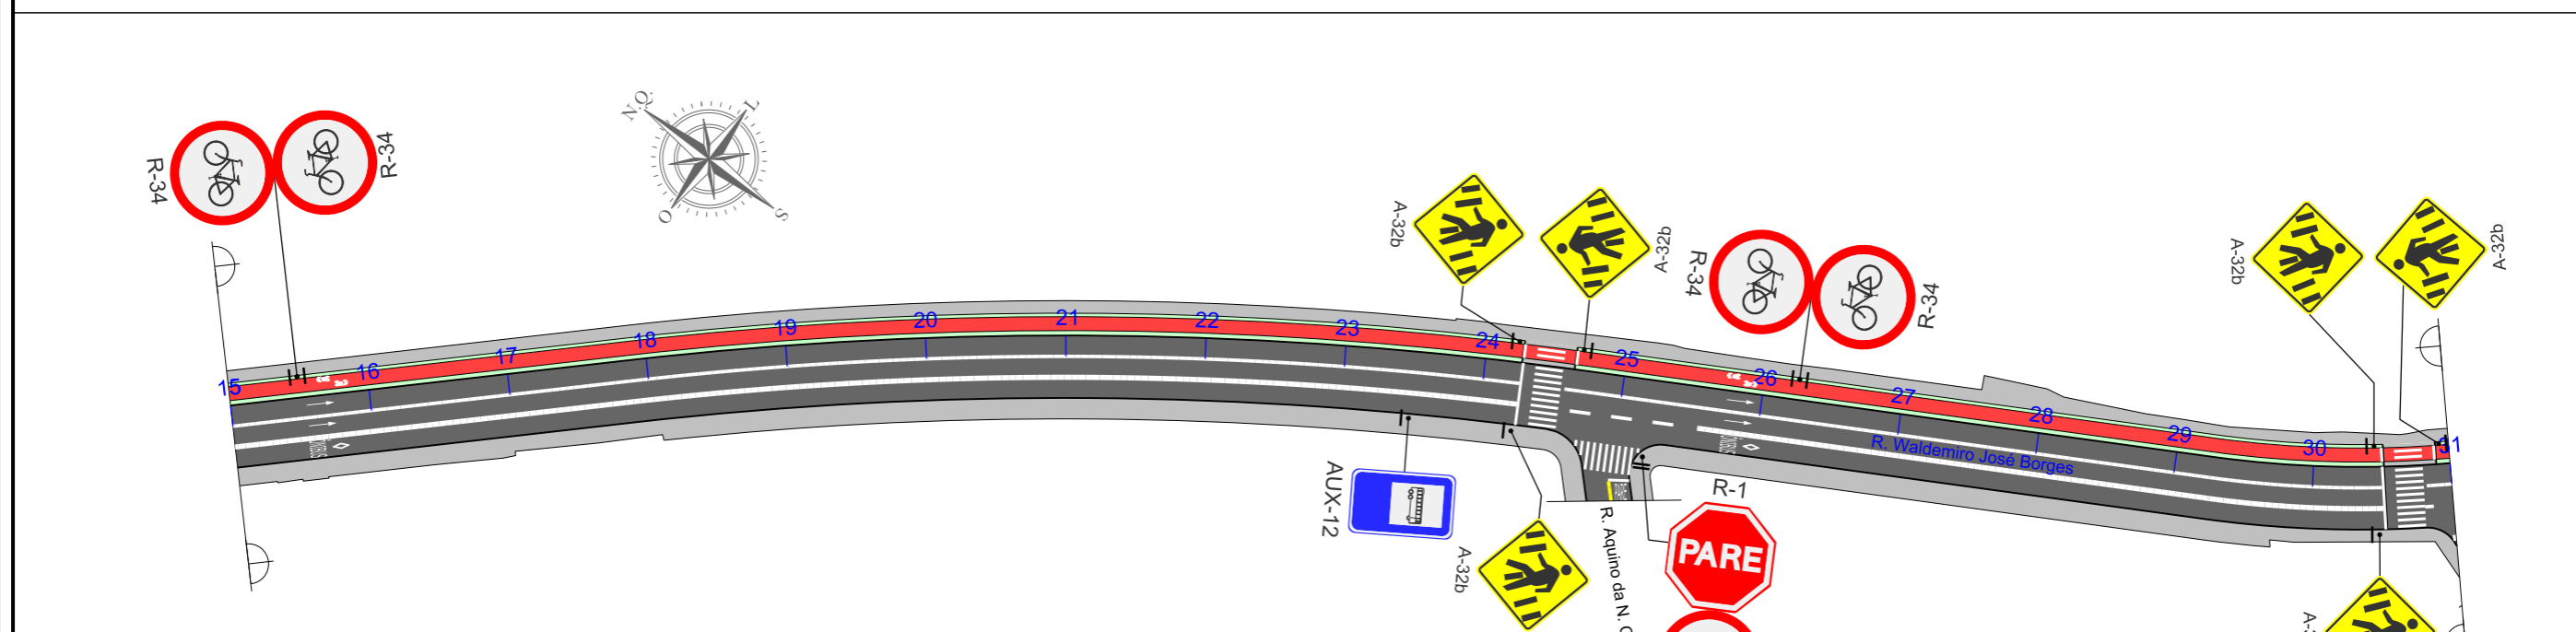 R-34
R-34
N.Q.
L
O
S
A-32b
A-32b
R-34
R-34
A-32b
A-32b
15
16
17
18
19
20
21
22
23
24
25
26
27
28
29
30
31
R. Waldemiro José Borges
AUX-12
A-32b
R. Aquino da N.
R-1
PARE
PARE